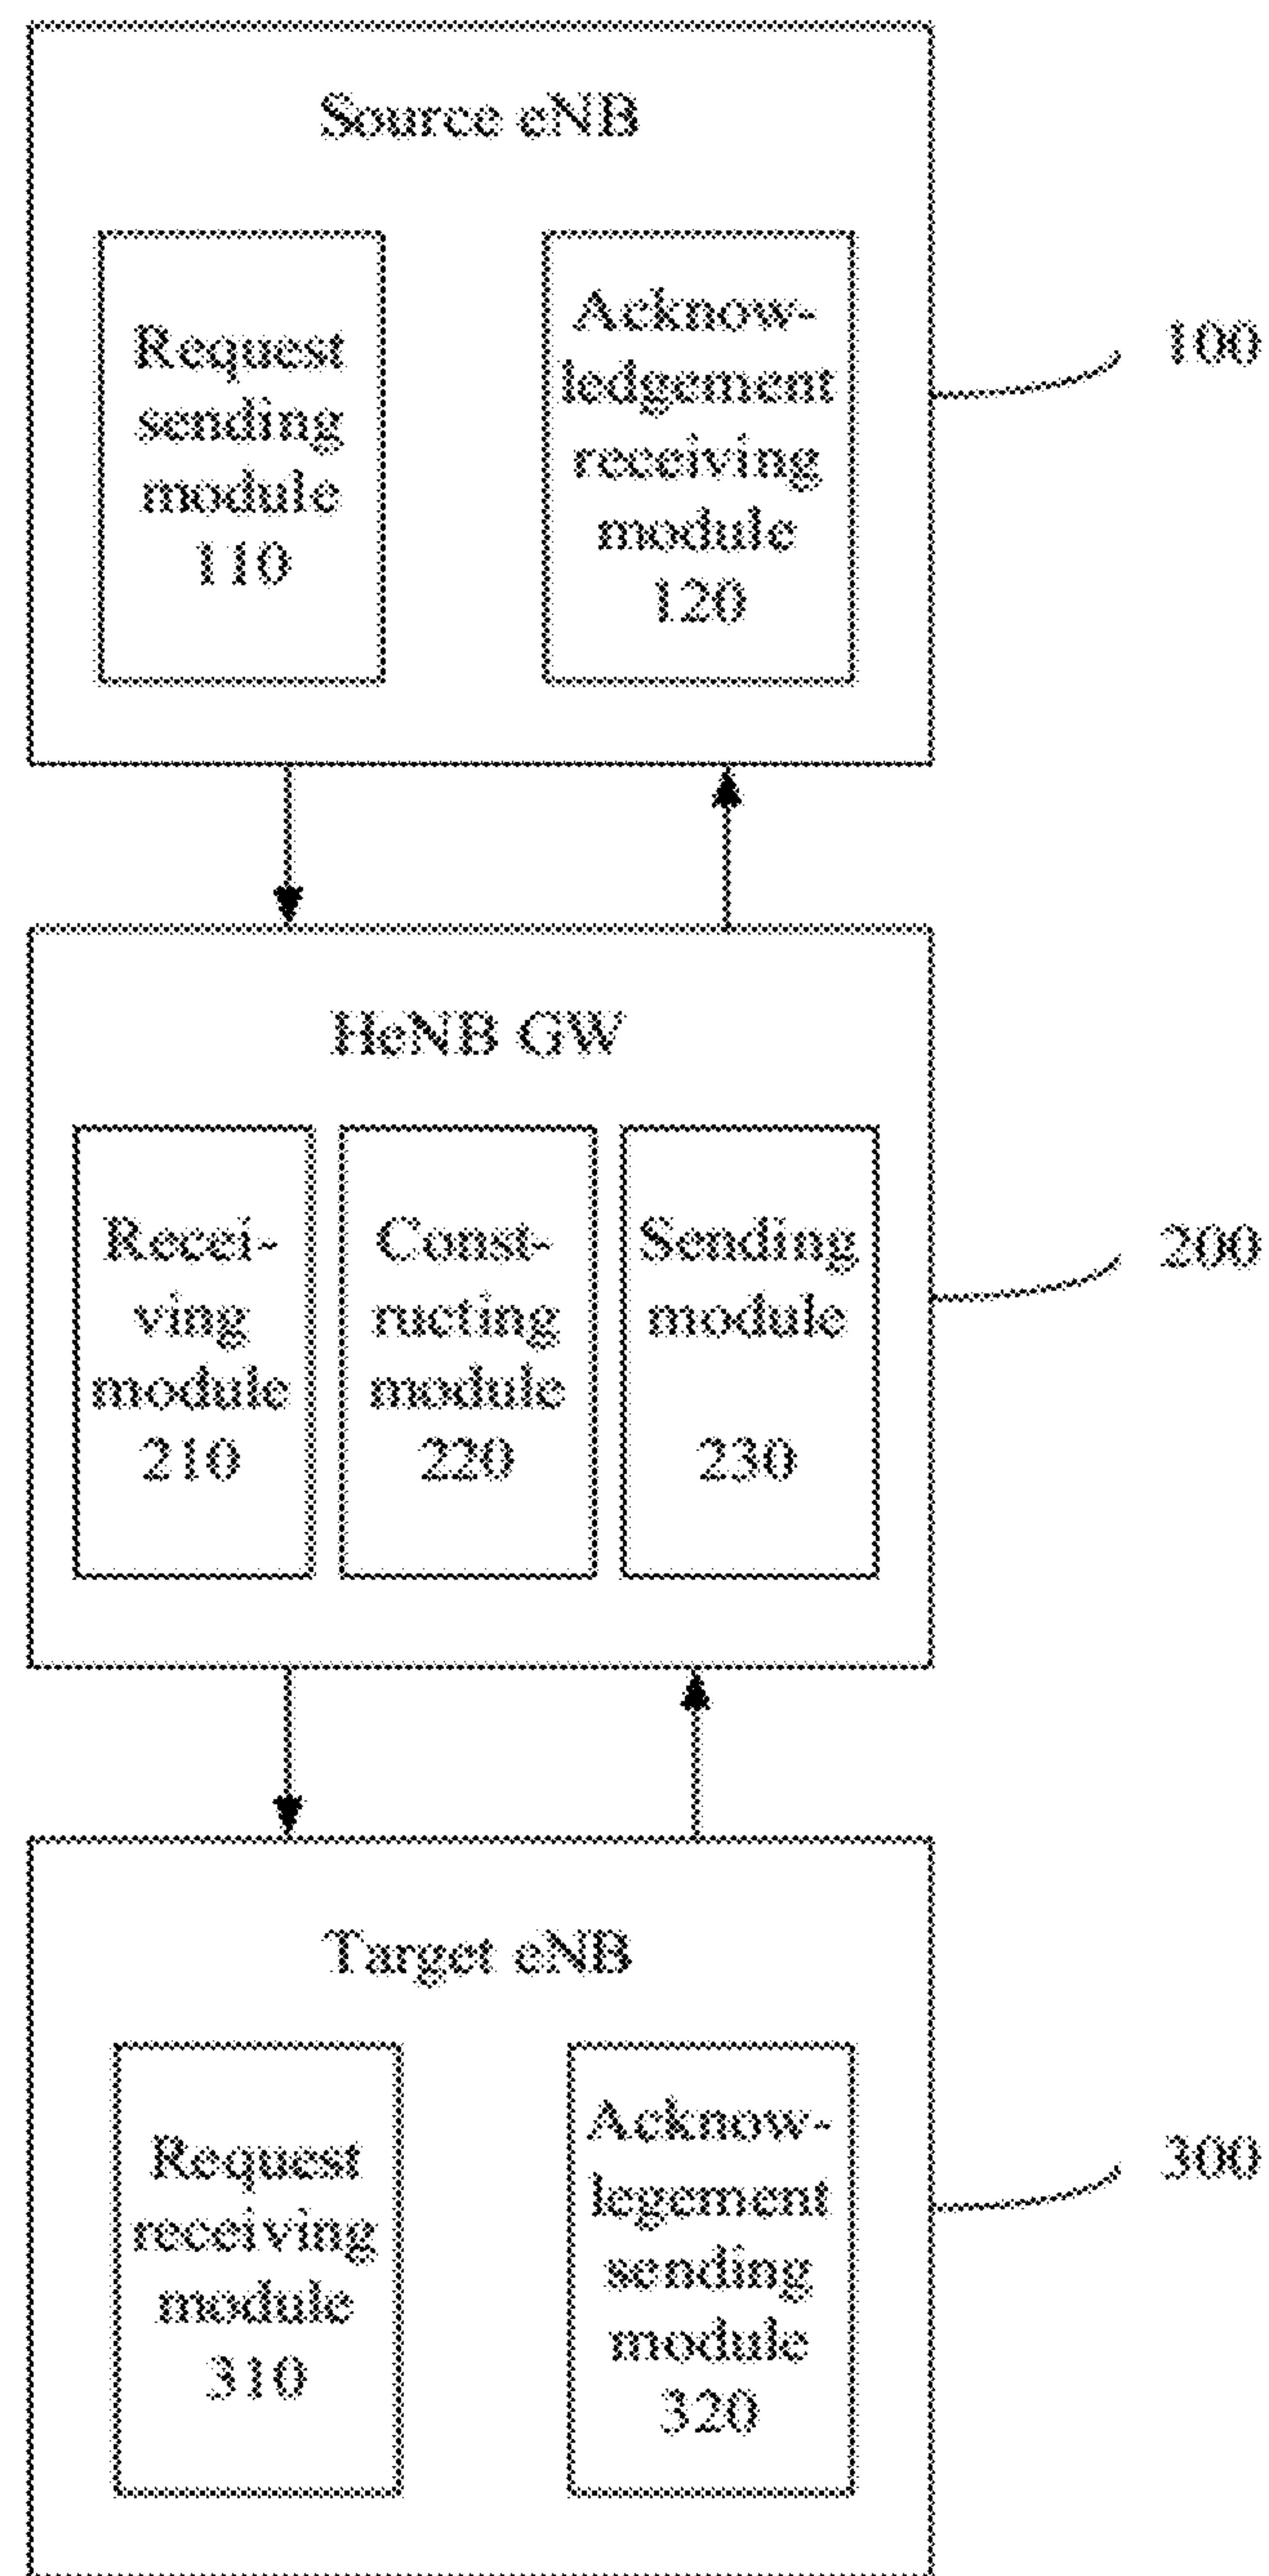 Source eNB
Request
sending
module
110
Acknow-
ledgement
receiving
module
120
100
HeNB GW
Recei-
ving
module
210
Const-
ructing
module
220
Sending
module
230
200
Target eNB
Request
receiving
module
310
Acknow-
legement
sending
module
320
300